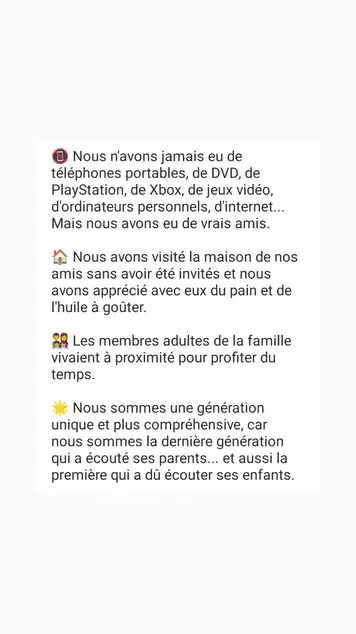 📵 Nous n'avons jamais eu de
téléphones portables, de DVD, de
PlayStation, de Xbox, de jeux vidéo,
d'ordinateurs personnels, d'internet...
Mais nous avons eu de vrais amis.
🏠 Nous avons visité la maison de nos
amis sans avoir été invités et nous
avons apprécié avec eux du pain et de
l'huile à goûter.
👨‍👩‍👧‍👦 Les membres adultes de la famille
vivaient à proximité pour profiter du
temps.
🌟 Nous sommes une génération
unique et plus compréhensive, car
nous sommes la dernière génération
qui a écouté ses parents... et aussi la
première qui a dû écouter ses enfants.